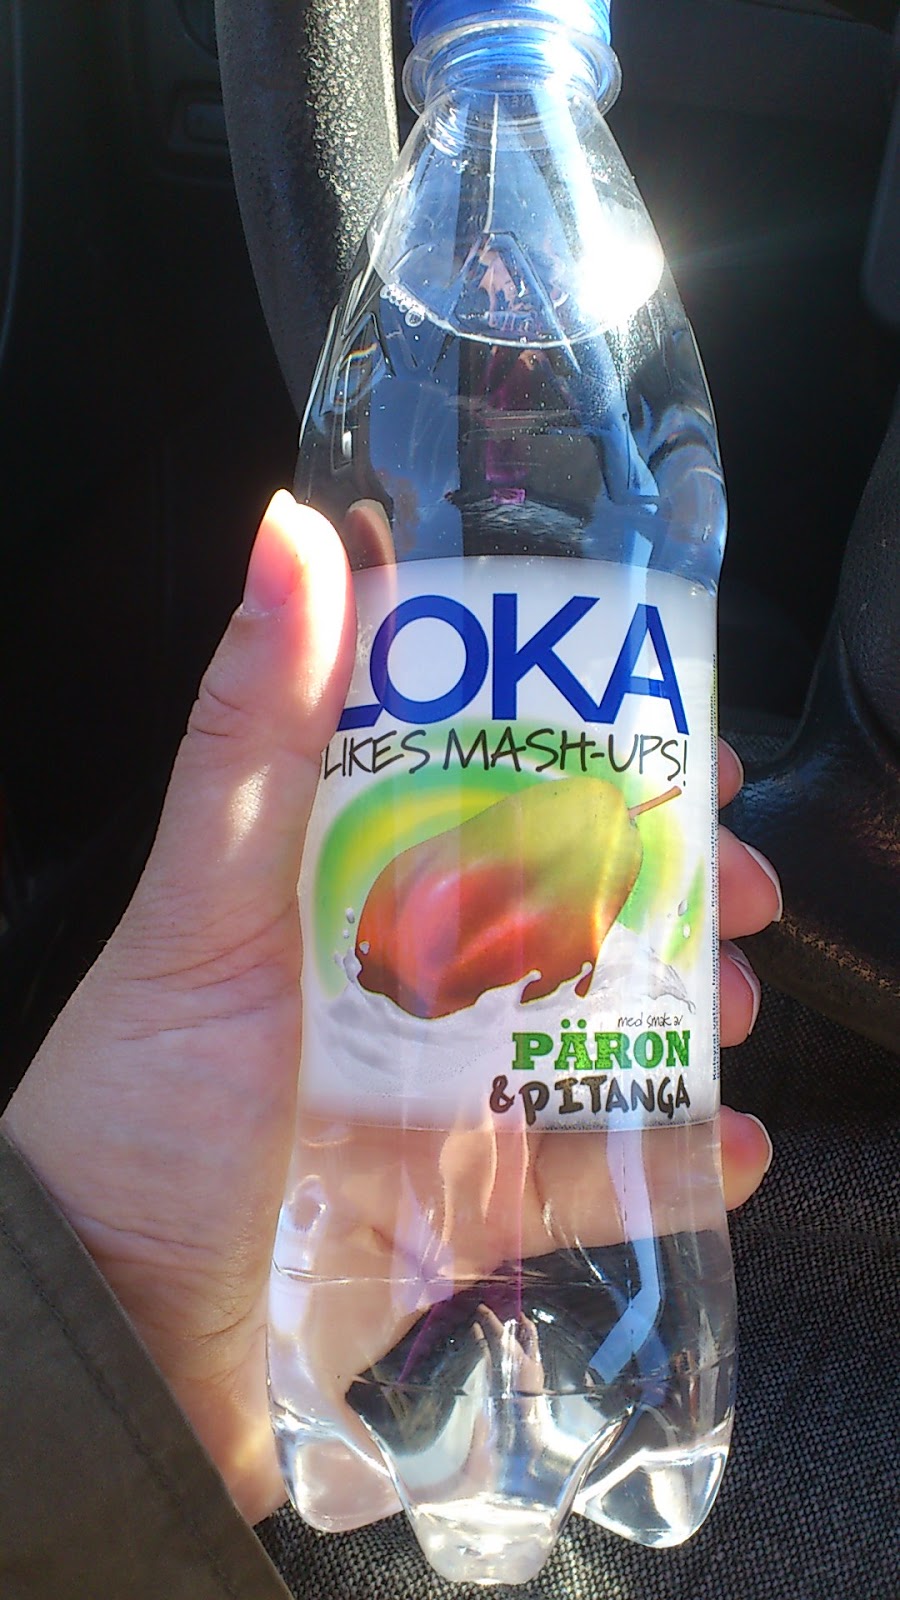 LOKA
LIKES MASH-UPS!
med smak av
PÄRON
&PITANGA